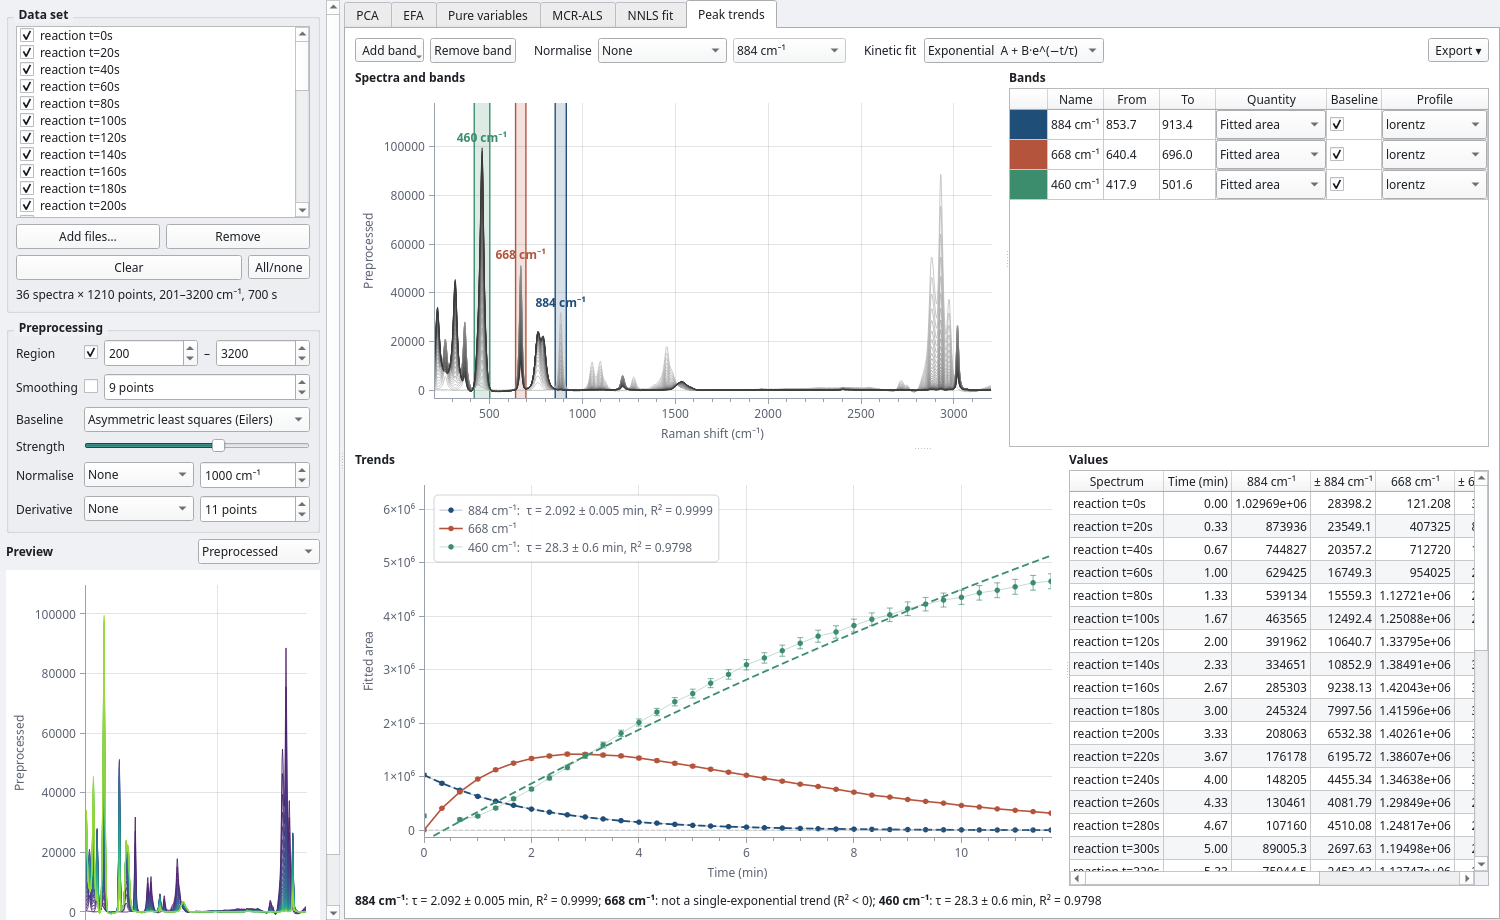 Data set
reaction t=0s
reaction t=20s
reaction t=40s
reaction t=60s
reaction t=80s
reaction t=100s
reaction t=120s
reaction t=140s
reaction t=160s
reaction t=180s
reaction t=200s
Add files...
Remove
Clear
All/none
36 spectra × 1210 points, 201–3200 cm⁻¹, 700 s
Preprocessing
Region 200 – 3200
Smoothing 9 points
Baseline Asymmetric least squares (Eilers)
Strength
Normalise None 1000 cm⁻¹
Derivative None 11 points
Preview Preprocessed
100000
80000
60000
40000
20000
0
Preprocessed
PCA EFA Pure variables MCR-ALS NNLS fit Peak trends
Add band Remove band Normalise None 884 cm⁻¹ Kinetic fit Exponential A + B·e^(−t/τ) Export ▾
Spectra and bands
460 cm⁻¹
668 cm⁻¹
884 cm⁻¹
100000
80000
60000
40000
20000
0
Preprocessed
500 1000 1500 2000 2500 3000
Raman shift (cm⁻¹)
Bands
Name From To Quantity Baseline Profile
884 cm⁻¹ 853.7 913.4 Fitted area lorentz
668 cm⁻¹ 640.4 696.0 Fitted area lorentz
460 cm⁻¹ 417.9 501.6 Fitted area lorentz
Trends
884 cm⁻¹: τ = 2.092 ± 0.005 min, R² = 0.9999
668 cm⁻¹
460 cm⁻¹: τ = 28.3 ± 0.6 min, R² = 0.9798
6×10⁶
5×10⁶
4×10⁶
3×10⁶
2×10⁶
1×10⁶
0
Fitted area
0 2 4 6 8 10
Time (min)
Values
Spectrum Time (min) 884 cm⁻¹ ± 884 cm⁻¹ 668 cm⁻¹ ± 6
reaction t=0s 0.00 1.02969e+06 28398.2 121.208
reaction t=20s 0.33 873936 23549.1 407325
reaction t=40s 0.67 744827 20357.2 712720
reaction t=60s 1.00 629425 16749.3 954025
reaction t=80s 1.33 539134 15559.3 1.12721e+06
reaction t=100s 1.67 463565 12492.4 1.25088e+06
reaction t=120s 2.00 391962 10640.7 1.33795e+06
reaction t=140s 2.33 334651 10852.9 1.38491e+06
reaction t=160s 2.67 285303 9238.13 1.42043e+06
reaction t=180s 3.00 245324 7997.56 1.41596e+06
reaction t=200s 3.33 208063 6532.38 1.40261e+06
reaction t=220s 3.67 176178 6195.72 1.38607e+06
reaction t=240s 4.00 148205 4455.34 1.34638e+06
reaction t=260s 4.33 130461 4081.79 1.29849e+06
reaction t=280s 4.67 107160 4510.08 1.24817e+06
reaction t=300s 5.00 89005.3 2697.63 1.19498e+06
884 cm⁻¹: τ = 2.092 ± 0.005 min, R² = 0.9999; 668 cm⁻¹: not a single-exponential trend (R² < 0); 460 cm⁻¹: τ = 28.3 ± 0.6 min, R² = 0.9798